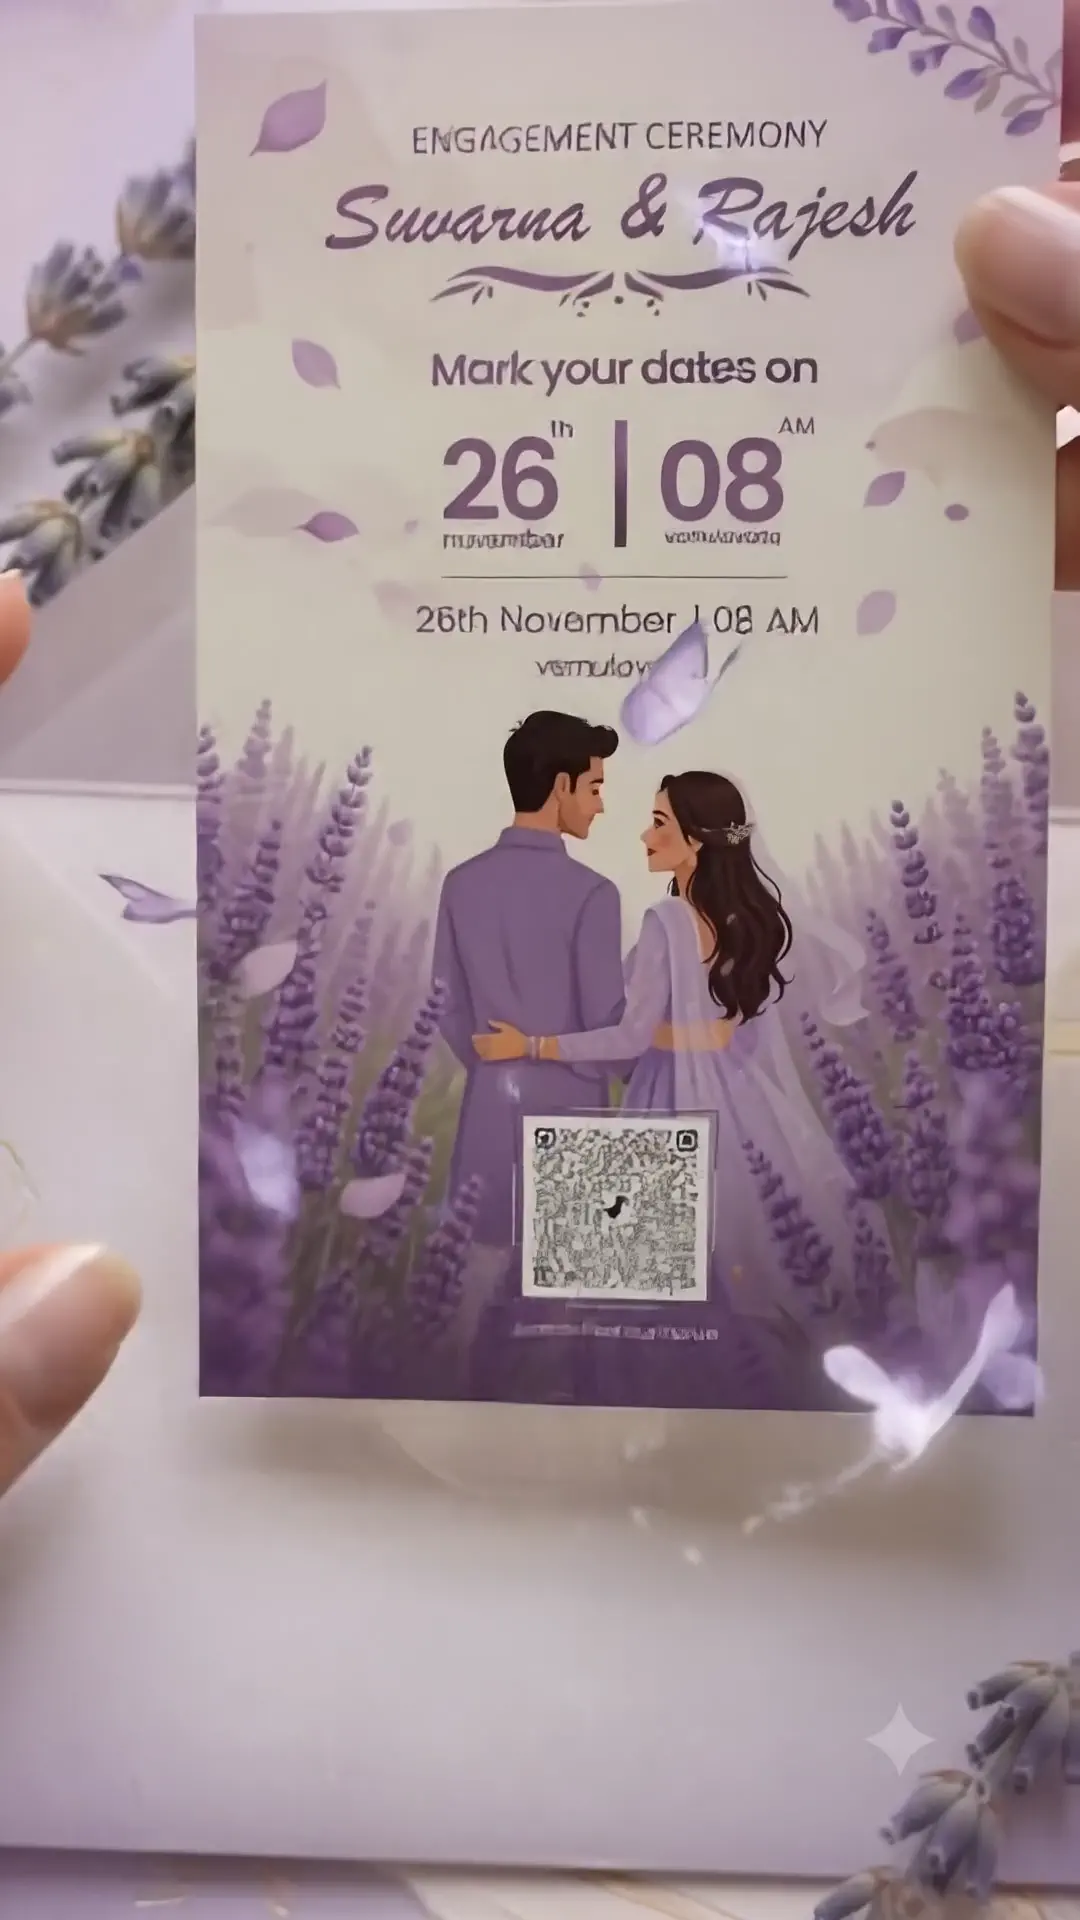 ENGAGEMENT CEREMONY
Suvarna & Rajesh
Mark your dates on
26th | 08 AM
26th November | 08 AM